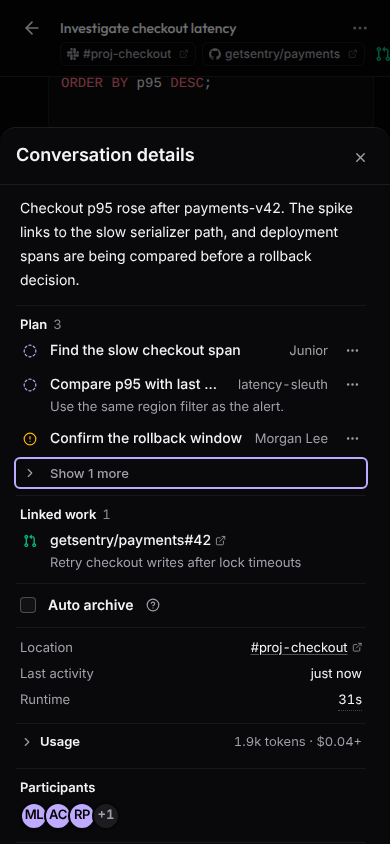 Investigate checkout latency
#proj-checkout
getsentry/payments
ORDER BY p95 DESC;
Conversation details
Checkout p95 rose after payments-v42. The spike
links to the slow serializer path, and deployment
spans are being compared before a rollback
decision.
Plan 3
Find the slow checkout span Junior
Compare p95 with last ... latency-sleuth
Use the same region filter as the alert.
Confirm the rollback window Morgan Lee
Show 1 more
Linked work 1
getsentry/payments#42
Retry checkout writes after lock timeouts
Auto archive
Location #proj-checkout
Last activity just now
Runtime 31s
Usage 1.9k tokens · $0.04+
Participants
ML AC RP +1